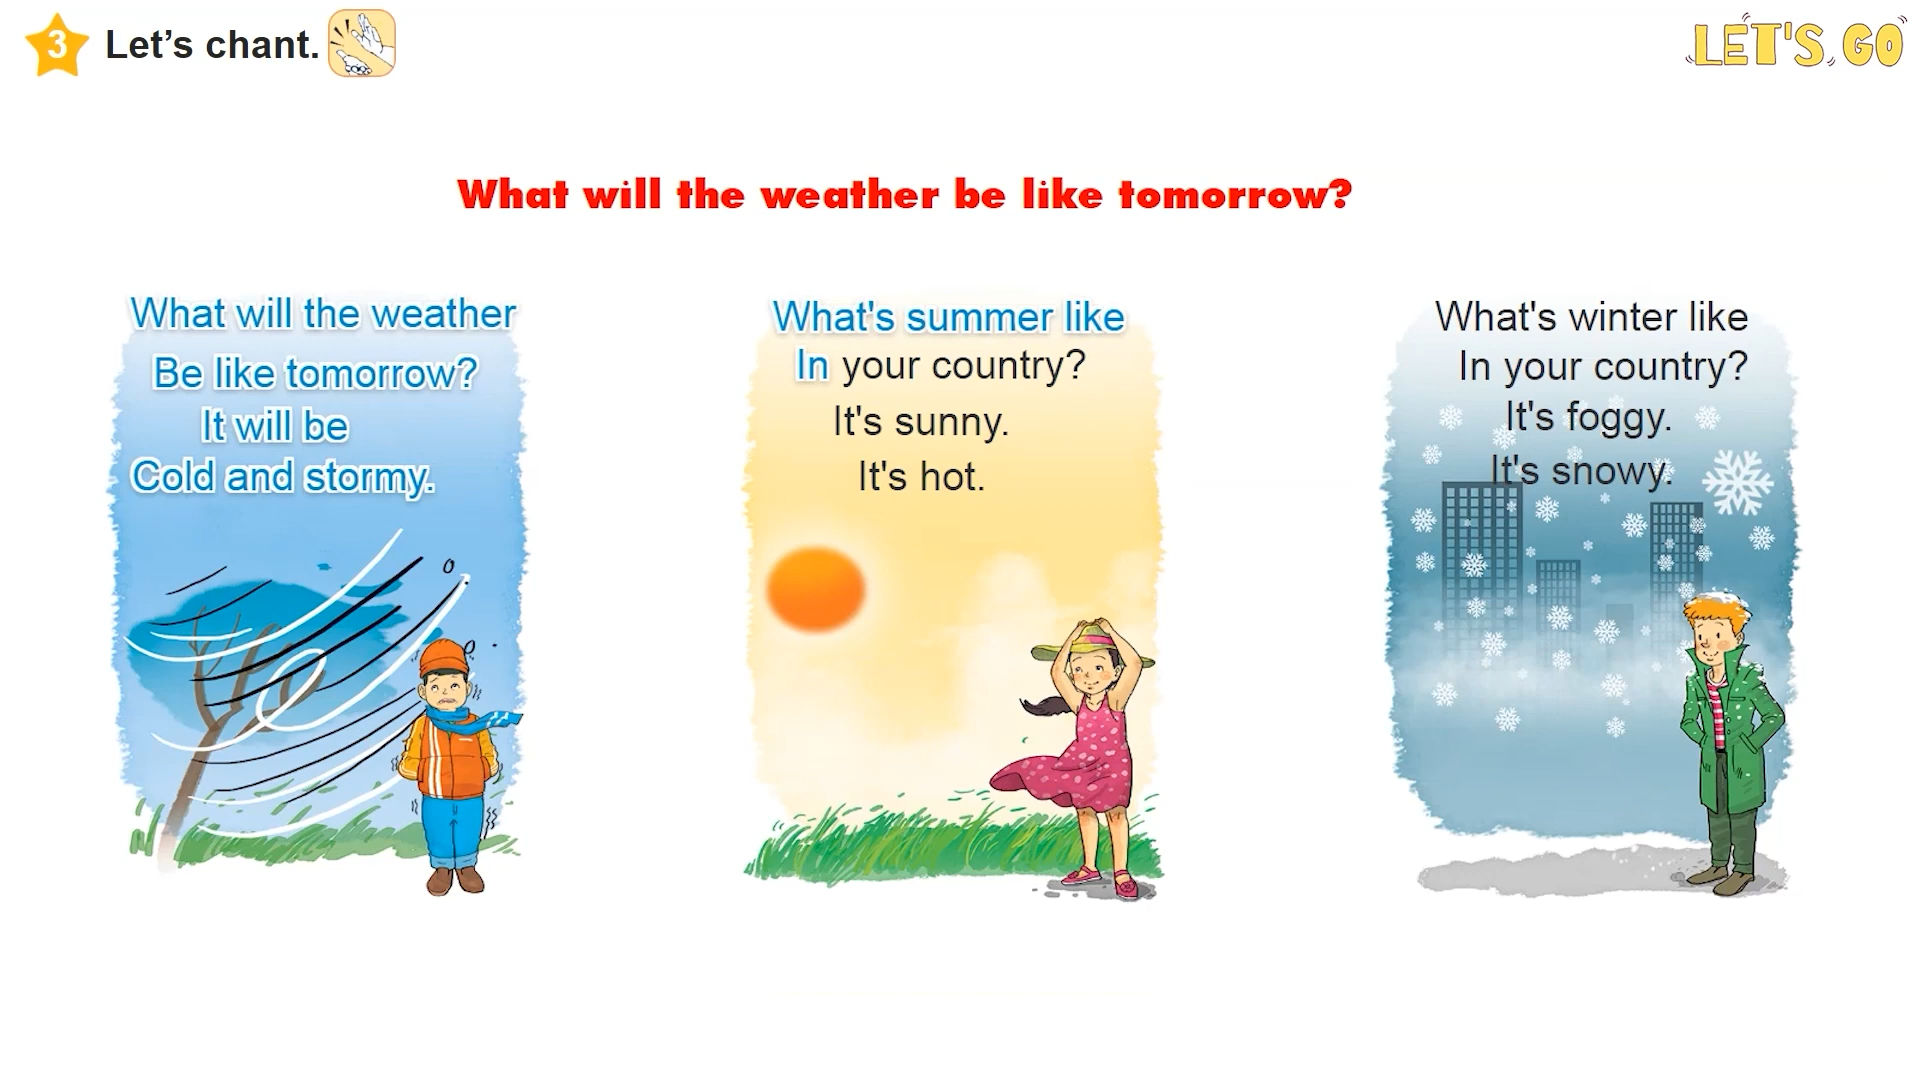 3 Let’s chant.
LET'S GO
What will the weather be like tomorrow?
What will the weather
Be like tomorrow?
It will be
Cold and stormy.
What's summer like
In your country?
It's sunny.
It's hot.
What's winter like
In your country?
It's foggy.
It's snowy.